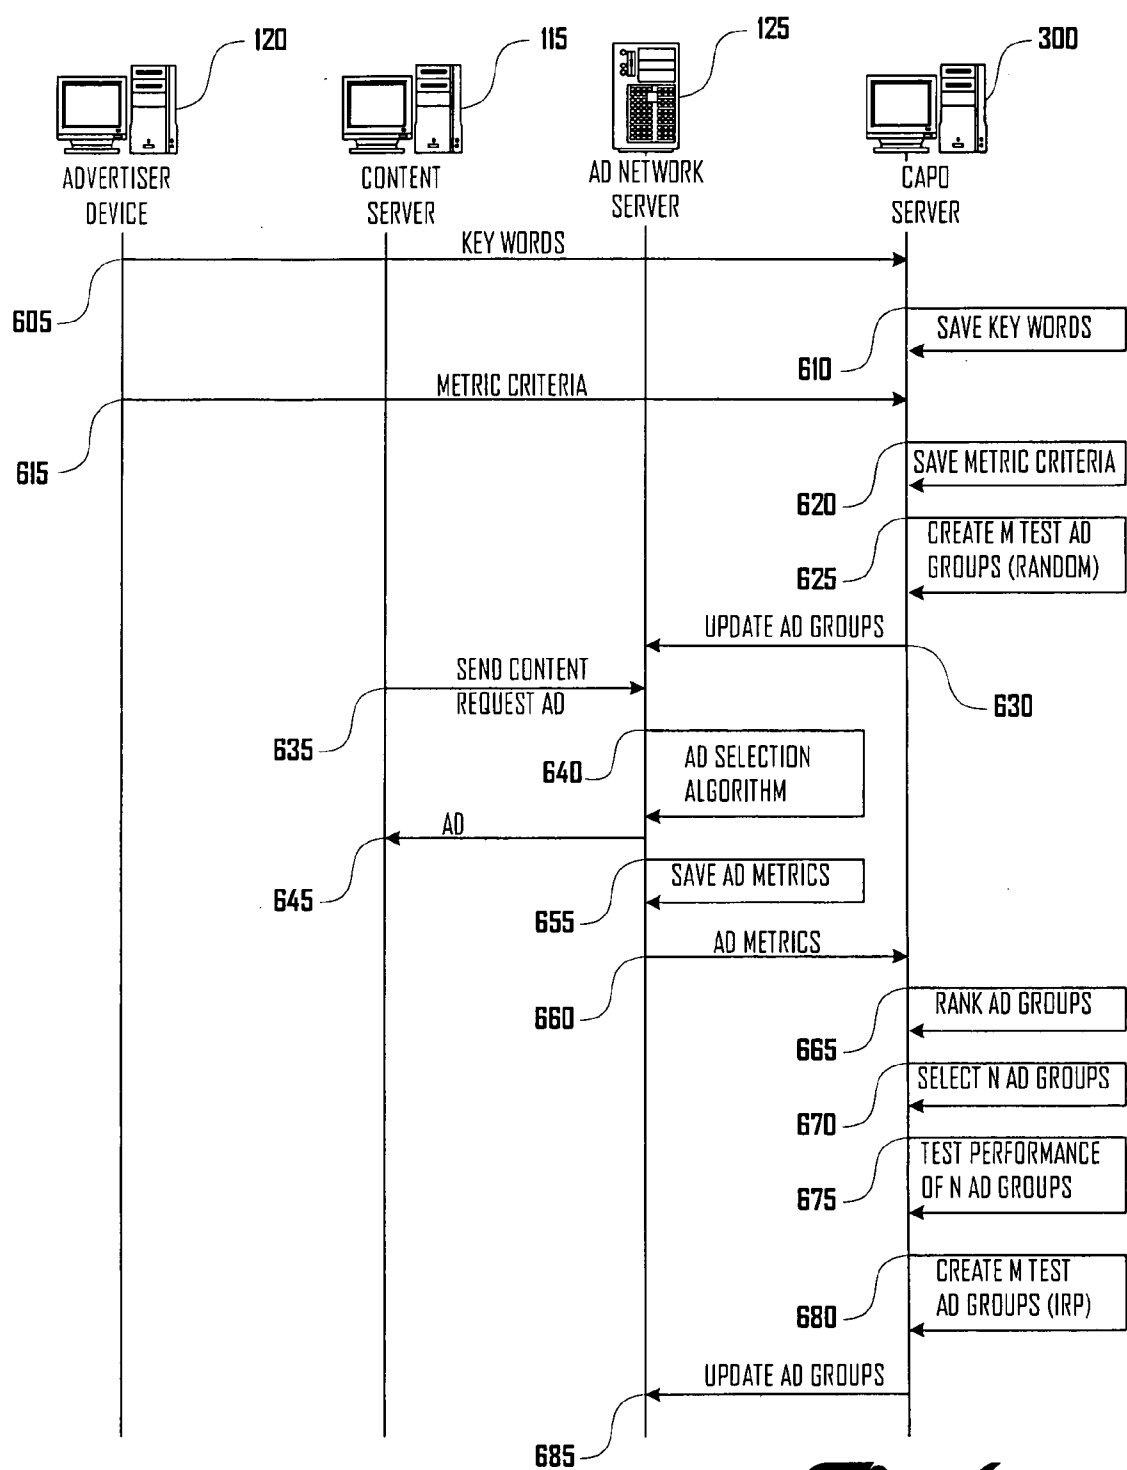 120
115
125
300
ADVERTISER
DEVICE
CONTENT
SERVER
AD NETWORK
SERVER
CAPO
SERVER
KEY WORDS
605
SAVE KEY WORDS
610
METRIC CRITERIA
615
SAVE METRIC CRITERIA
620
CREATE M TEST AD
GROUPS (RANDOM)
625
UPDATE AD GROUPS
630
SEND CONTENT
REQUEST AD
635
AD SELECTION
ALGORITHM
640
AD
645
SAVE AD METRICS
655
AD METRICS
660
RANK AD GROUPS
665
SELECT N AD GROUPS
670
TEST PERFORMANCE
OF N AD GROUPS
675
CREATE M TEST
AD GROUPS (IRP)
680
UPDATE AD GROUPS
685